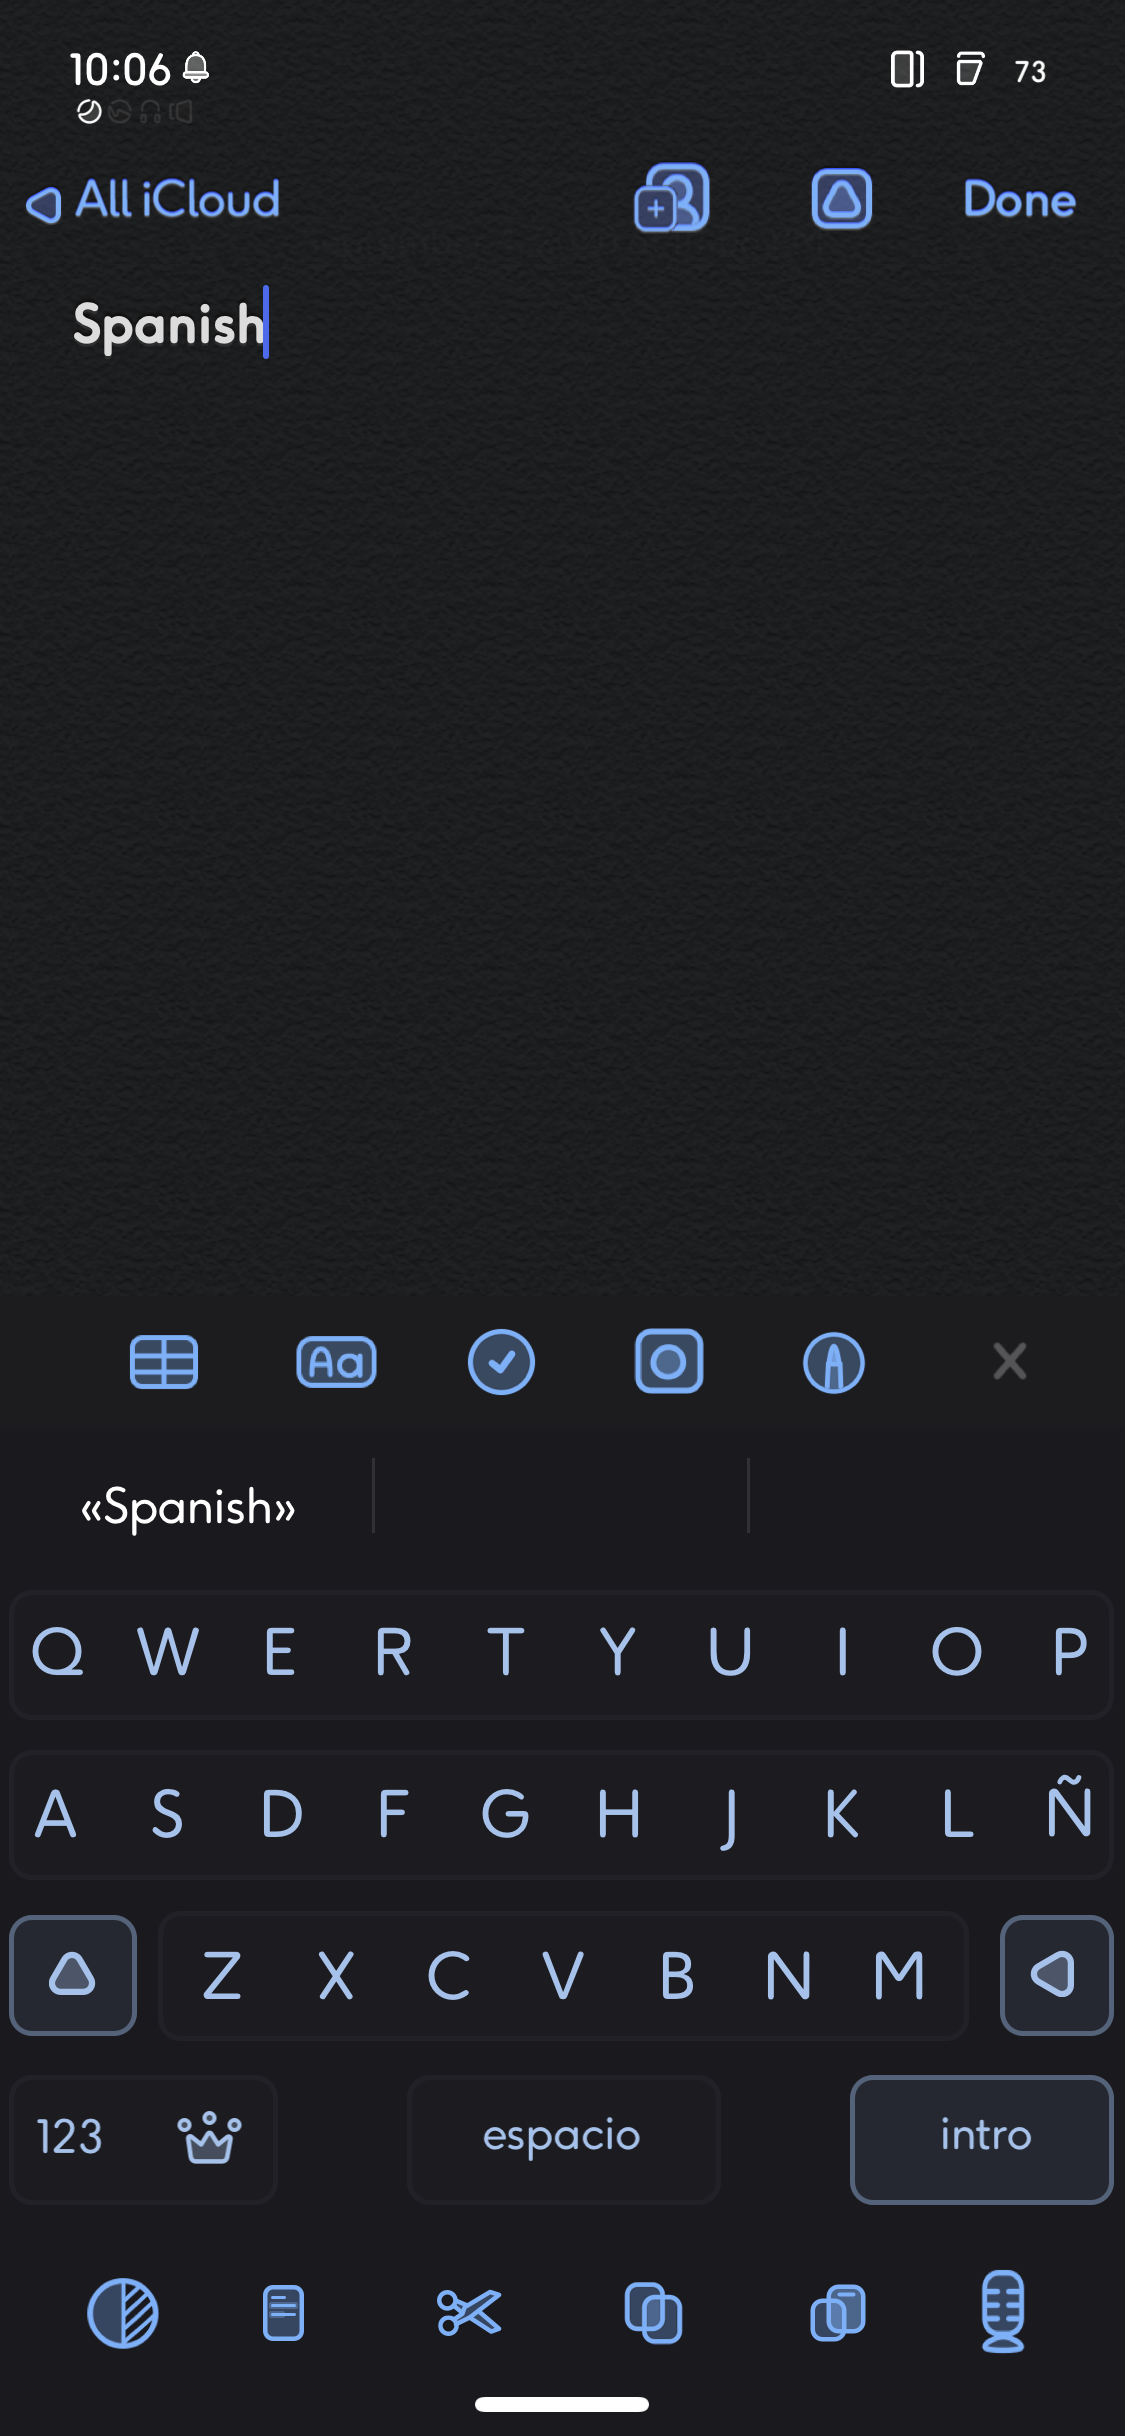 10:06
73
All iCloud
Done
Spanish
Aa
«Spanish»
Q W E R T Y U I O P
A S D F G H J K L Ñ
Z X C V B N M
123
espacio
intro